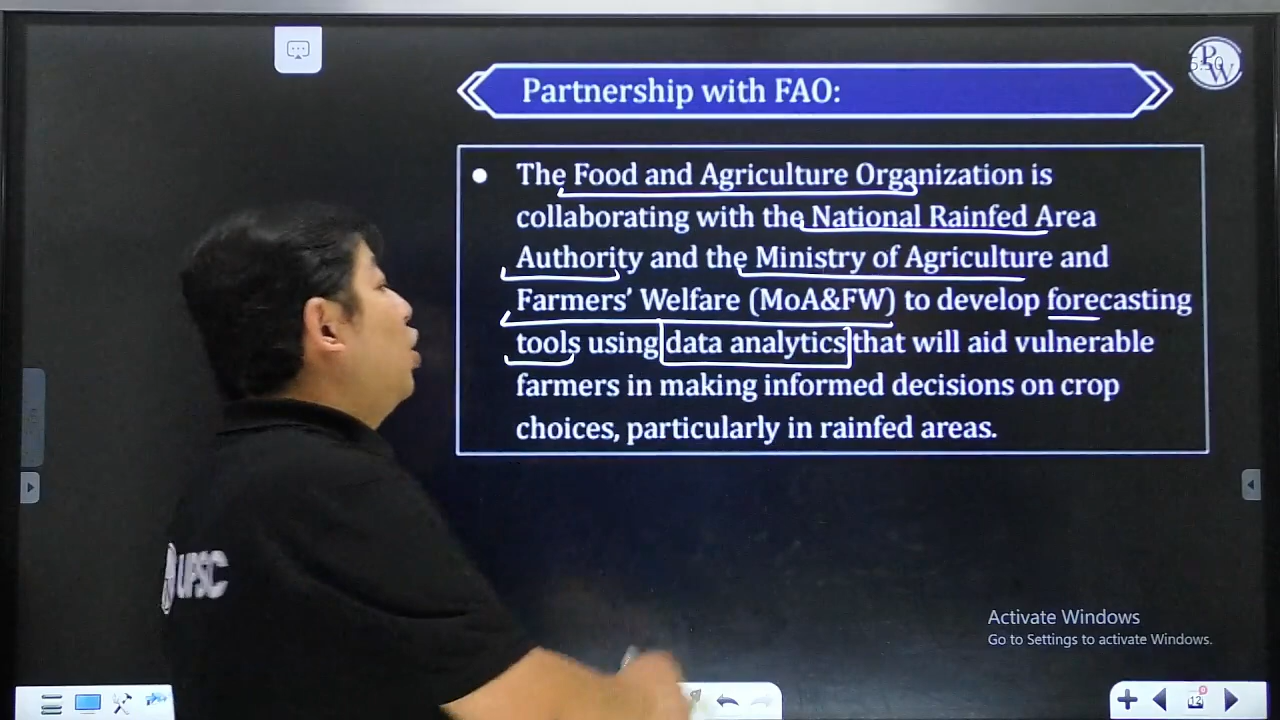 PW
Partnership with FAO:
The Food and Agriculture Organization is
collaborating with the National Rainfed Area
Authority and the Ministry of Agriculture and
Farmers' Welfare (MoA&FW) to develop forecasting
tools using data analytics that will aid vulnerable
farmers in making informed decisions on crop
choices, particularly in rainfed areas.
UPSC
Activate Windows
Go to Settings to activate Windows.
12